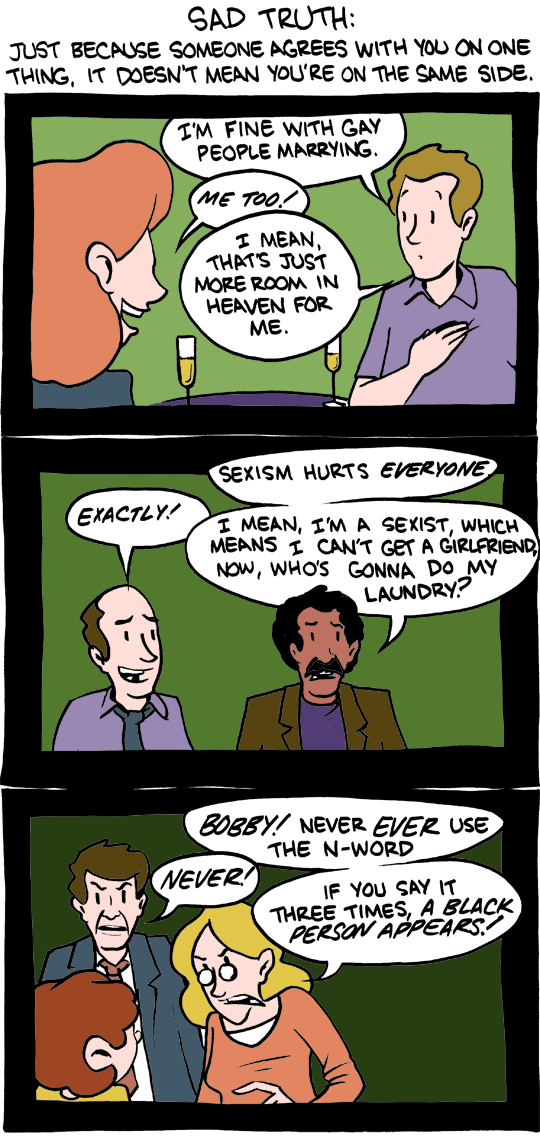 SAD TRUTH:
JUST BECAUSE SOMEONE AGREES WITH YOU ON ONE
THING, IT DOESN'T MEAN YOU'RE ON THE SAME SIDE.
I'M FINE WITH GAY
PEOPLE MARRYING.
ME TOO!
I MEAN,
THAT'S JUST
MORE ROOM IN
HEAVEN FOR
ME.
SEXISM HURTS EVERYONE.
EXACTLY!
I MEAN, I'M A SEXIST, WHICH
MEANS I CAN'T GET A GIRLFRIEND,
NOW, WHO'S GONNA DO MY
LAUNDRY?
BOBBY! NEVER EVER USE
THE N-WORD
NEVER!
IF YOU SAY IT
THREE TIMES, A BLACK
PERSON APPEARS!